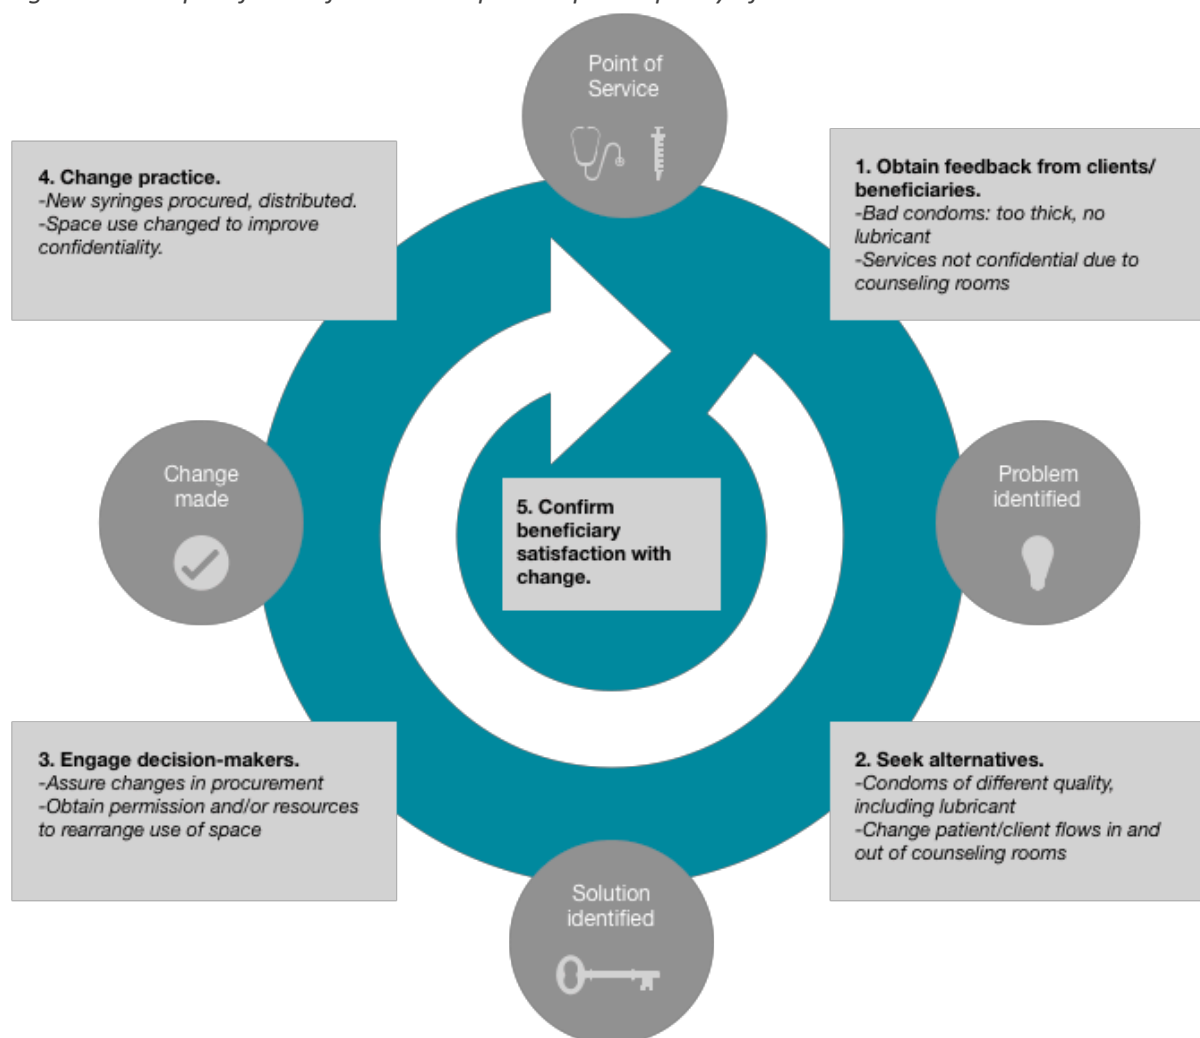 Point of
Service
4. Change practice.
-New syringes procured, distributed.
-Space use changed to improve
confidentiality.
1. Obtain feedback from clients/
beneficiaries.
-Bad condoms: too thick, no
lubricant
-Services not confidential due to
counseling rooms
Change
made
5. Confirm
beneficiary
satisfaction with
change.
Problem
identified
3. Engage decision-makers.
-Assure changes in procurement
-Obtain permission and/or resources
to rearrange use of space
2. Seek alternatives.
-Condoms of different quality,
including lubricant
-Change patient/client flows in and
out of counseling rooms
Solution
identified